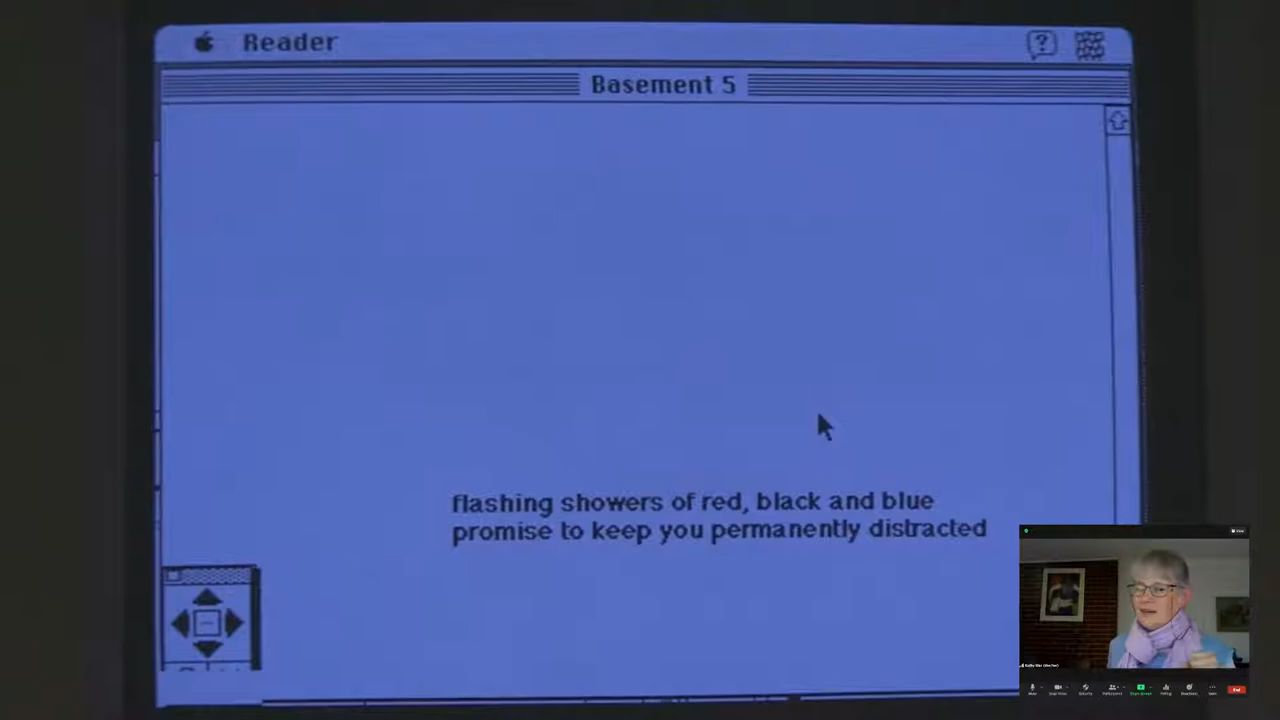 Reader
Basement 5
flashing showers of red, black and blue
promise to keep you permanently distracted